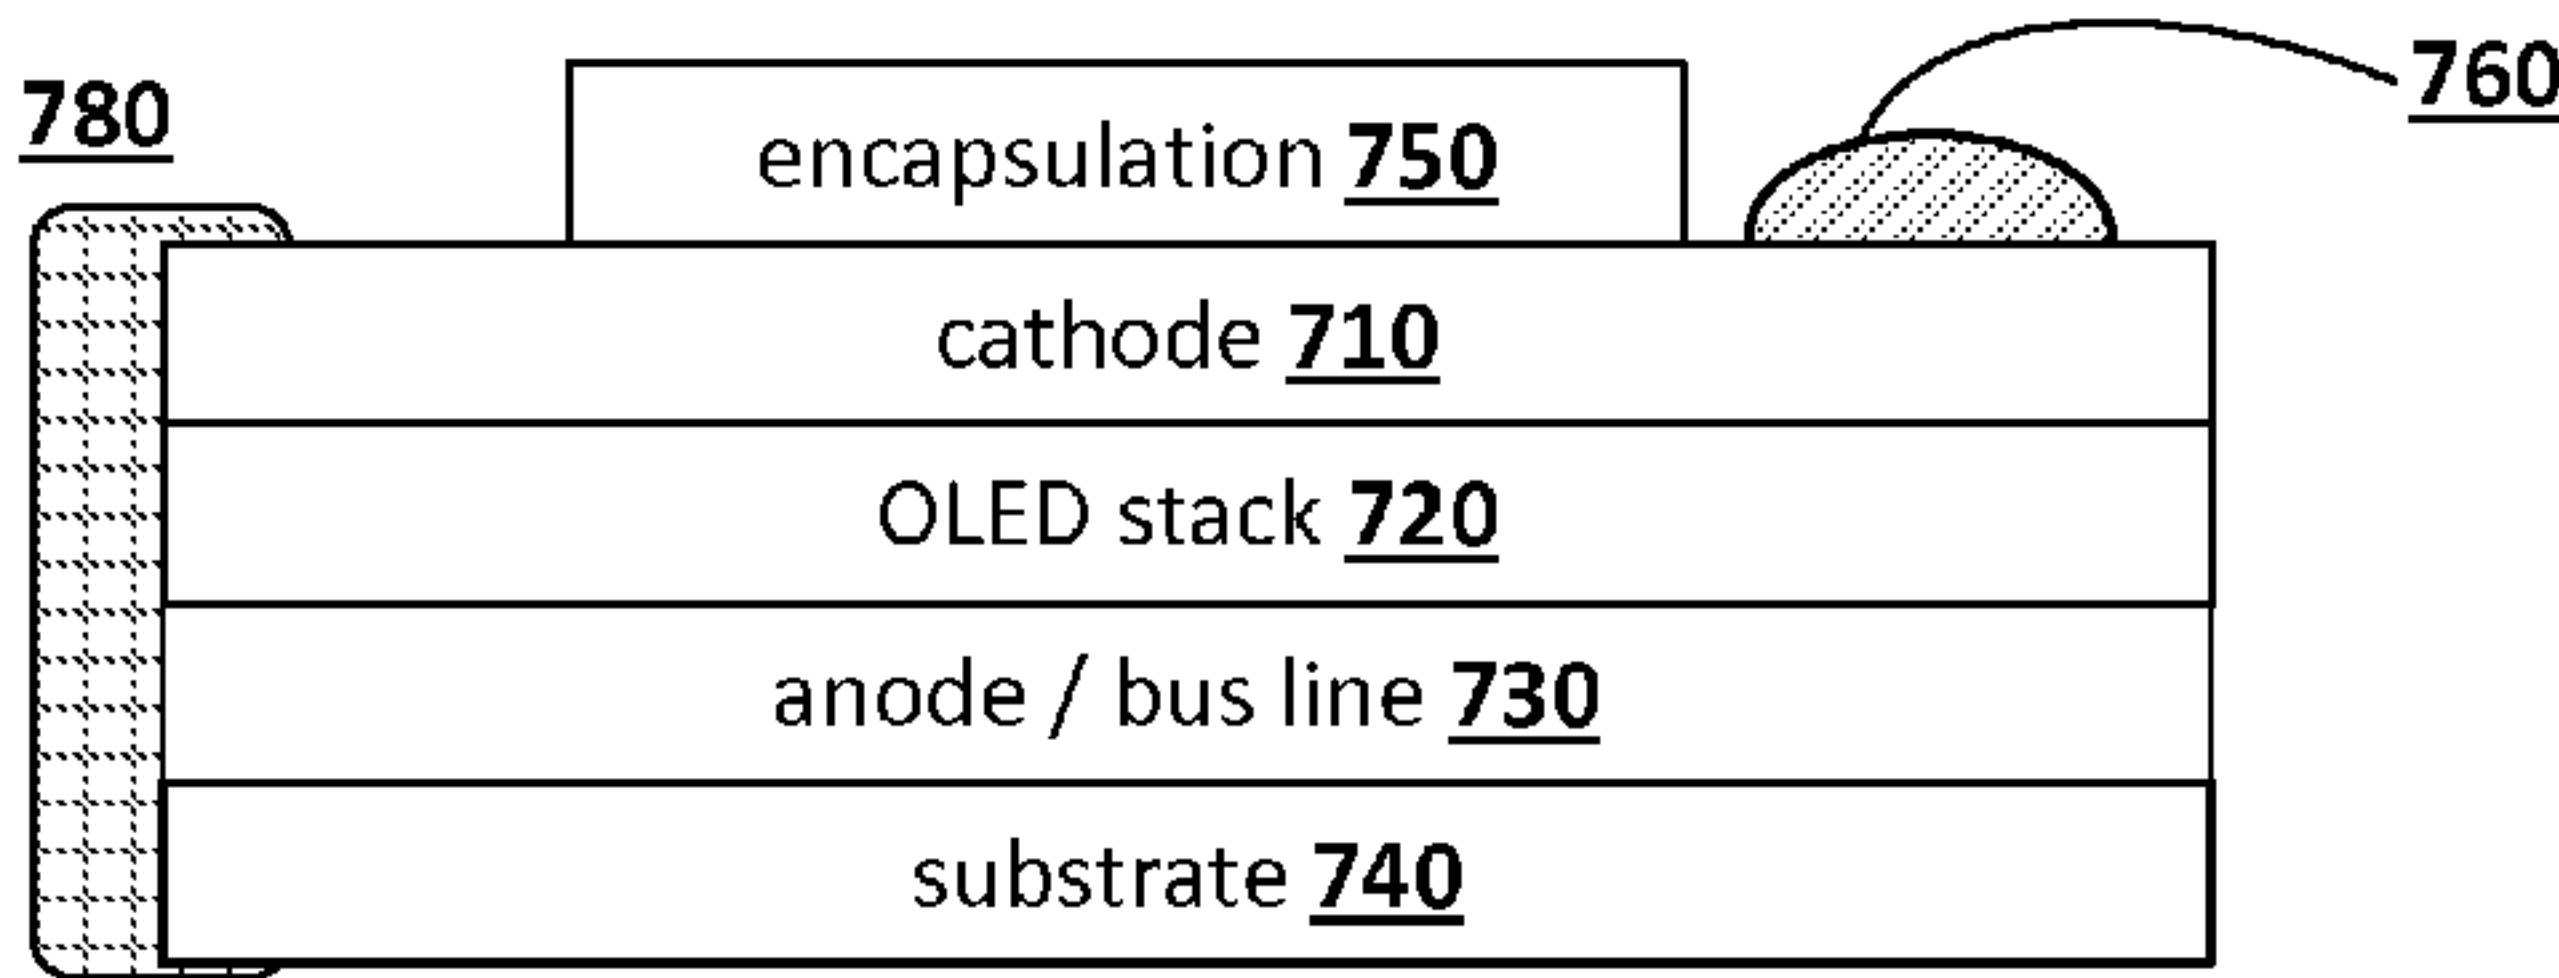 760
780
encapsulation 750
cathode 710
OLED stack 720
anode / bus line 730
substrate 740